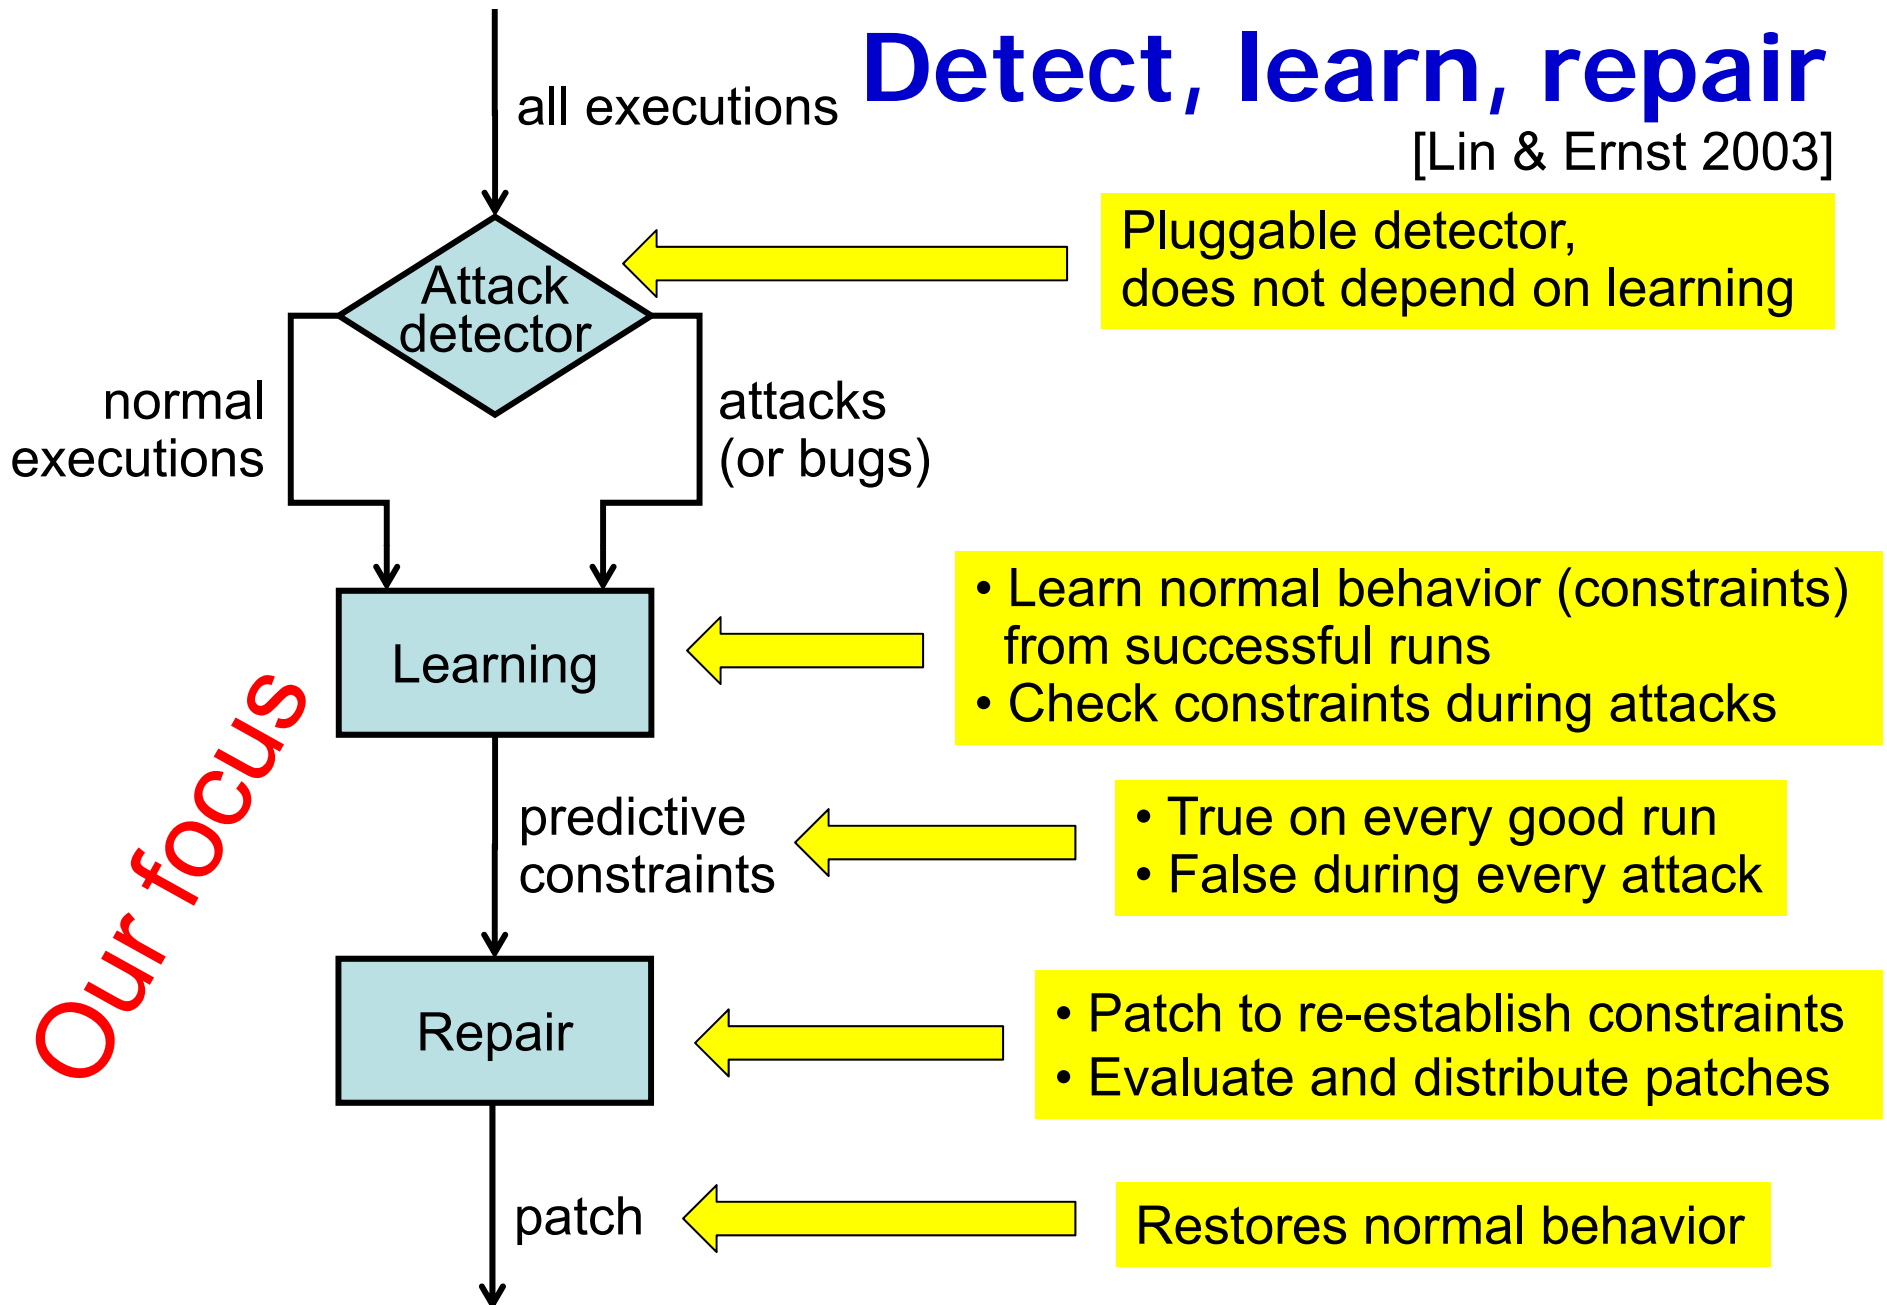 Detect, learn, repair
[Lin & Ernst 2003]
all executions
Pluggable detector,
does not depend on learning
Attack
detector
normal
executions
attacks
(or bugs)
• Learn normal behavior (constraints)
from successful runs
• Check constraints during attacks
Learning
Our focus
predictive
constraints
• True on every good run
• False during every attack
Repair
• Patch to re-establish constraints
• Evaluate and distribute patches
patch
Restores normal behavior